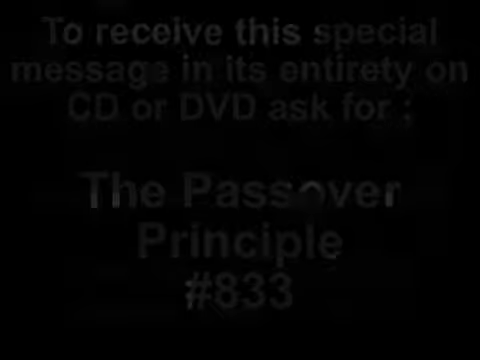 To receive this special
message in its entirety on
CD or DVD ask for :
The Passover
Principle
#833